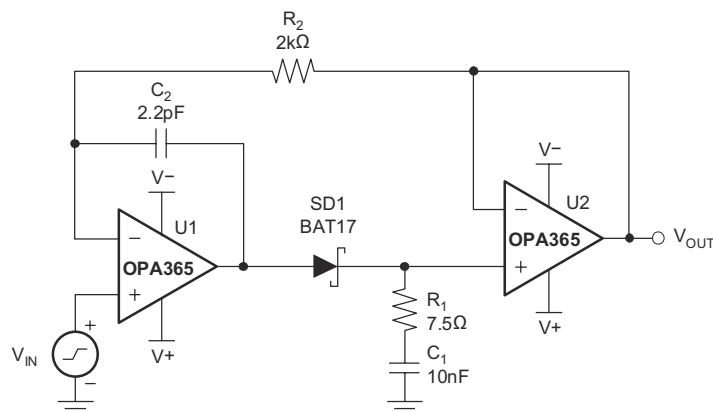 R2
2kΩ
C2
2.2pF
V−
U1
−
OPA365
+
V+
VIN
+
−
SD1
BAT17
R1
7.5Ω
C1
10nF
V−
U2
−
OPA365
+
V+
VOUT